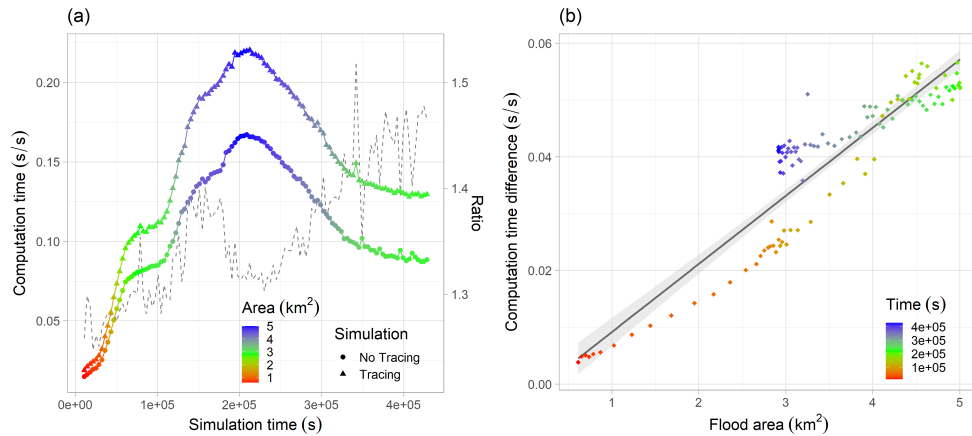 (a)
Computation time (s/s)
0.20
0.15
0.10
0.05
1.5
1.4
1.3
Ratio
Area (km²)
5
4
3
2
1
Simulation
No Tracing
Tracing
0e+00 1e+05 2e+05 3e+05 4e+05
Simulation time (s)
(b)
Computation time difference (s/s)
0.06
0.04
0.02
0.00
Time (s)
4e+05
3e+05
2e+05
1e+05
1 2 3 4 5
Flood area (km²)